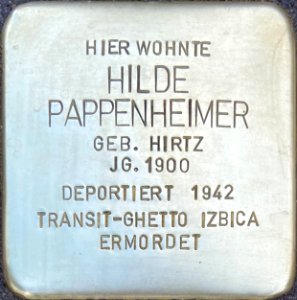 HIER WOHNTE
HILDE
PAPPENHEIMER
GEB. HIRTZ
JG. 1900
DEPORTIERT 1942
TRANSIT-GHETTO IZBICA
ERMORDET